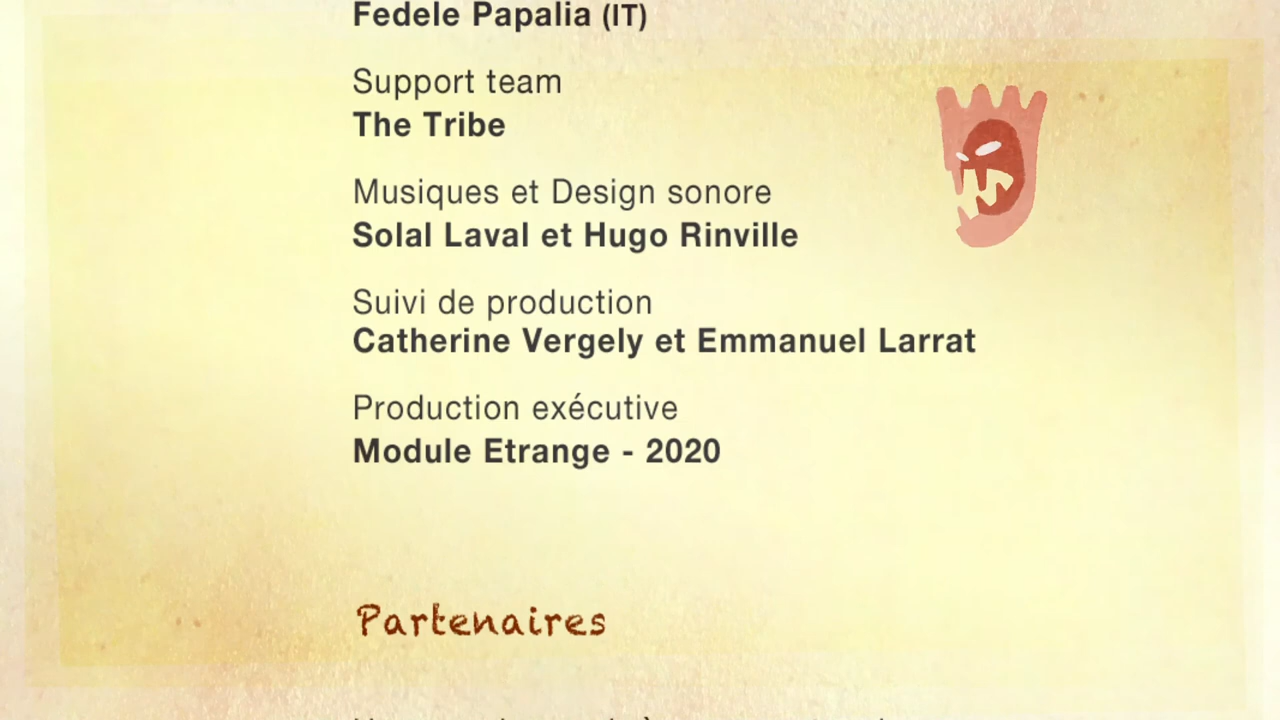 Fedele Papalia (IT)
Support team
The Tribe
Musiques et Design sonore
Solal Laval et Hugo Rinville
Suivi de production
Catherine Vergely et Emmanuel Larrat
Production exécutive
Module Etrange - 2020
Partenaires